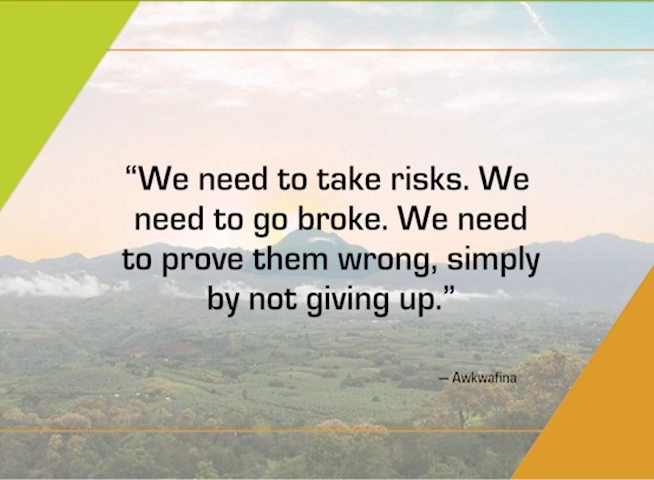 “We need to take risks. We
need to go broke. We need
to prove them wrong, simply
by not giving up.”
— Awkwafina